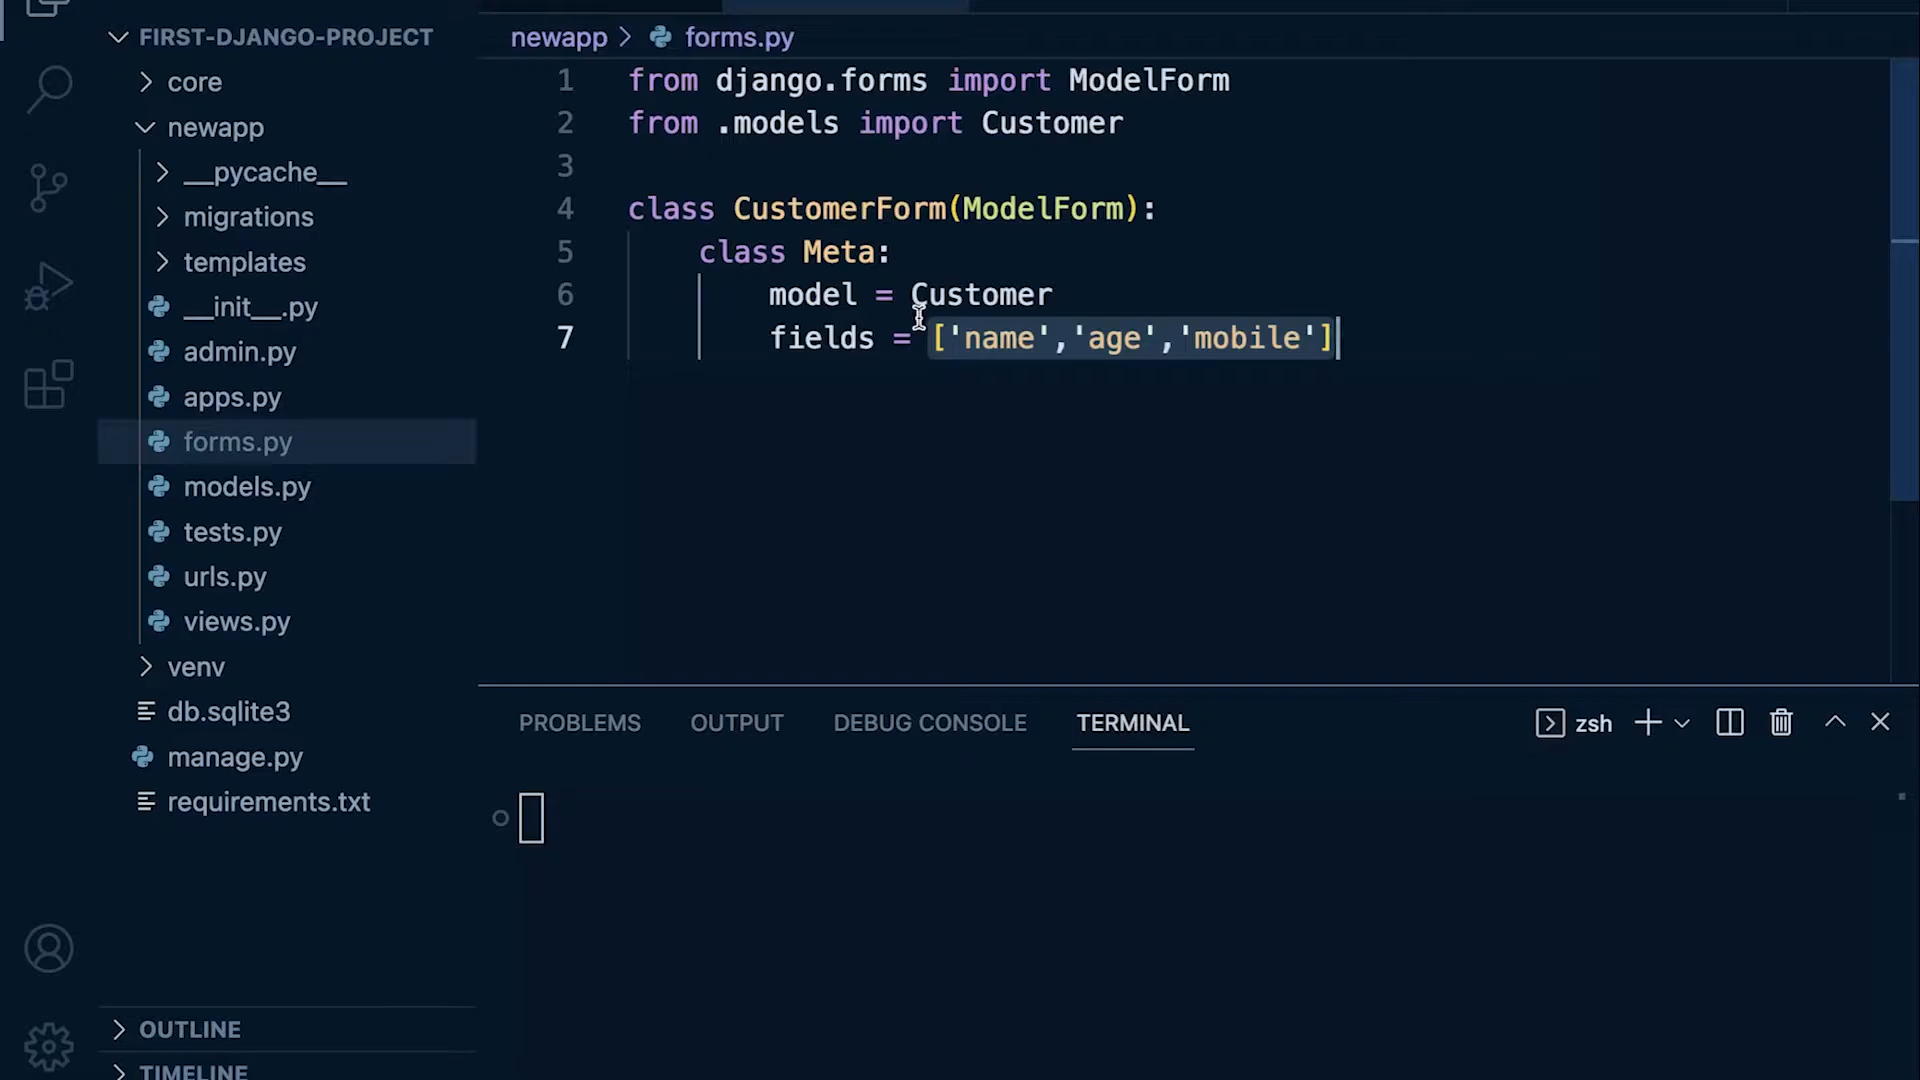 FIRST-DJANGO-PROJECT
core
newapp
__pycache__
migrations
templates
__init__.py
admin.py
apps.py
forms.py
models.py
tests.py
urls.py
views.py
venv
db.sqlite3
manage.py
requirements.txt
OUTLINE
TIMELINE
newapp > forms.py
1 from django.forms import ModelForm
2 from .models import Customer
3
4 class CustomerForm(ModelForm):
5     class Meta:
6         model = Customer
7         fields = ['name','age','mobile']
PROBLEMS OUTPUT DEBUG CONSOLE TERMINAL zsh